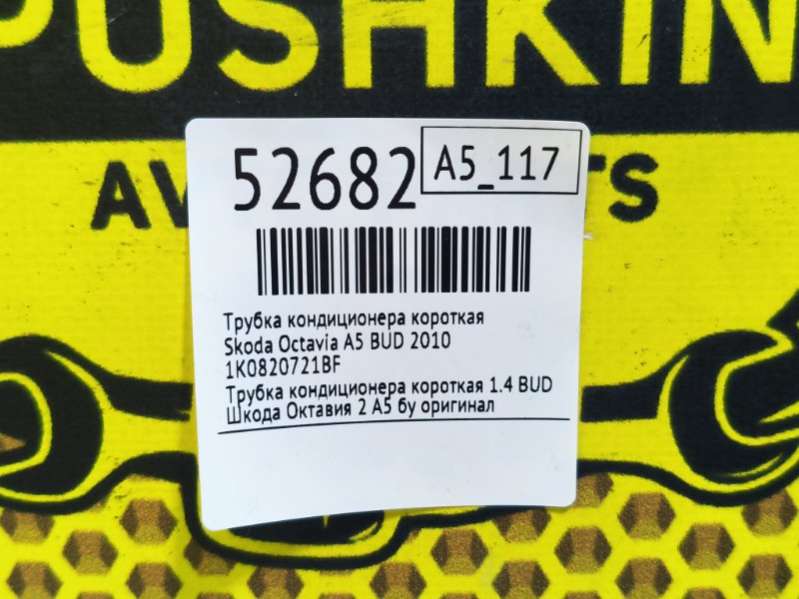 PUSHKIN
AV TS
52682
A5_117
Трубка кондиционера короткая
Skoda Octavia A5 BUD 2010
1K0820721BF
Трубка кондиционера короткая 1.4 BUD
Шкода Октавия 2 А5 бу оригинал